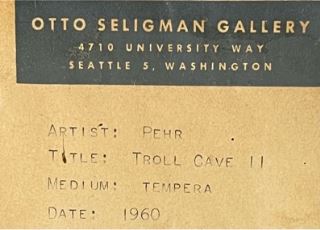 OTTO SELIGMAN GALLERY
4710 UNIVERSITY WAY
SEATTLE 5, WASHINGTON
ARTIST: PEHR
TITLE: TROLL CAVE II
MEDIUM: TEMPERA
DATE: 1960